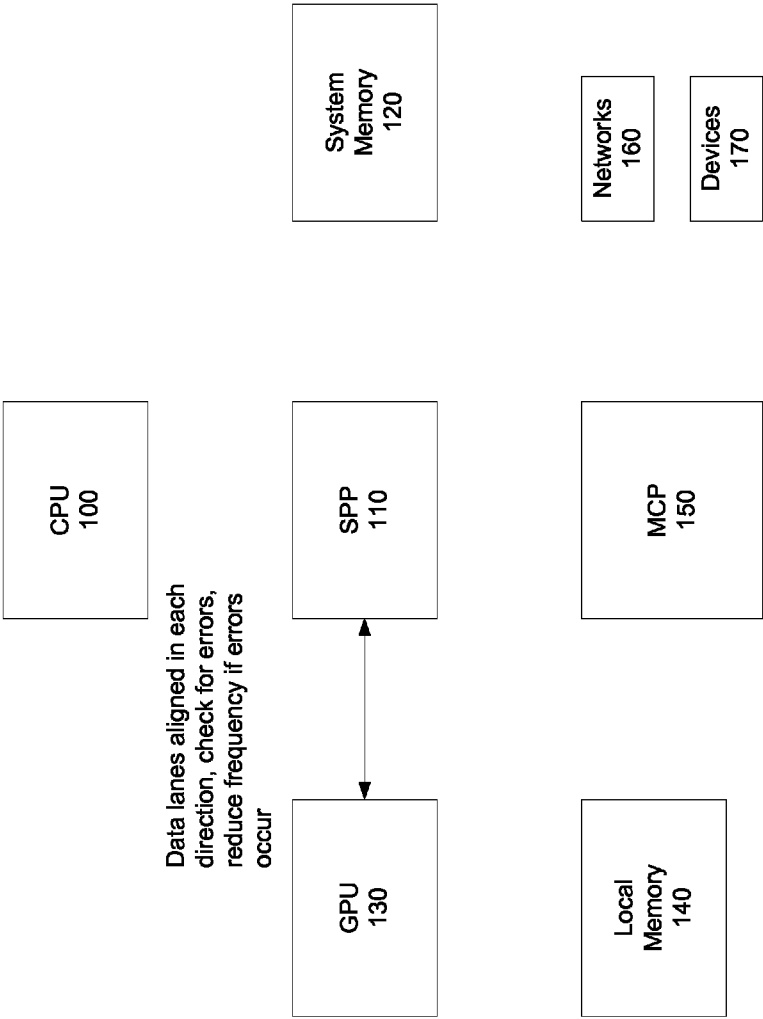 CPU
100
Data lanes aligned in each
direction, check for errors,
reduce frequency if errors
occur
GPU
130
SPP
110
System
Memory
120
Local
Memory
140
MCP
150
Networks
160
Devices
170